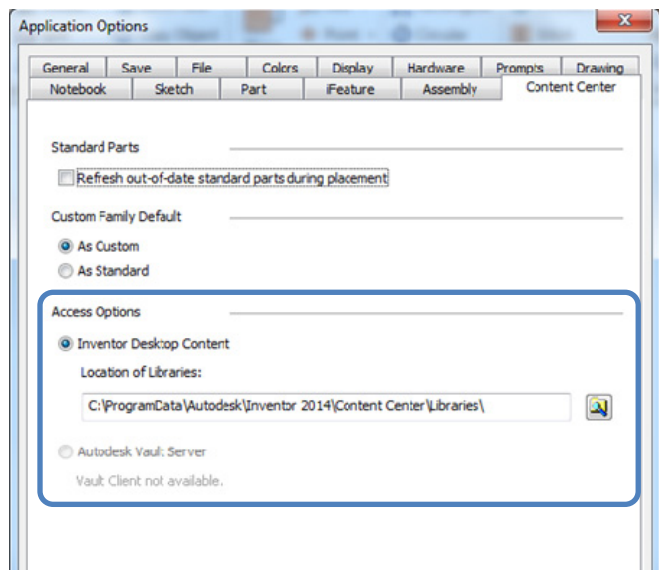 Application Options
General Save File Colors Display Hardware Prompts Drawing
Notebook Sketch Part iFeature Assembly Content Center
Standard Parts
Refresh out-of-date standard parts during placement
Custom Family Default
As Custom
As Standard
Access Options
Inventor Desktop Content
Location of Libraries:
C:\ProgramData\Autodesk\Inventor 2014\Content Center\Libraries\
Autodesk Vault Server
Vault Client not available.